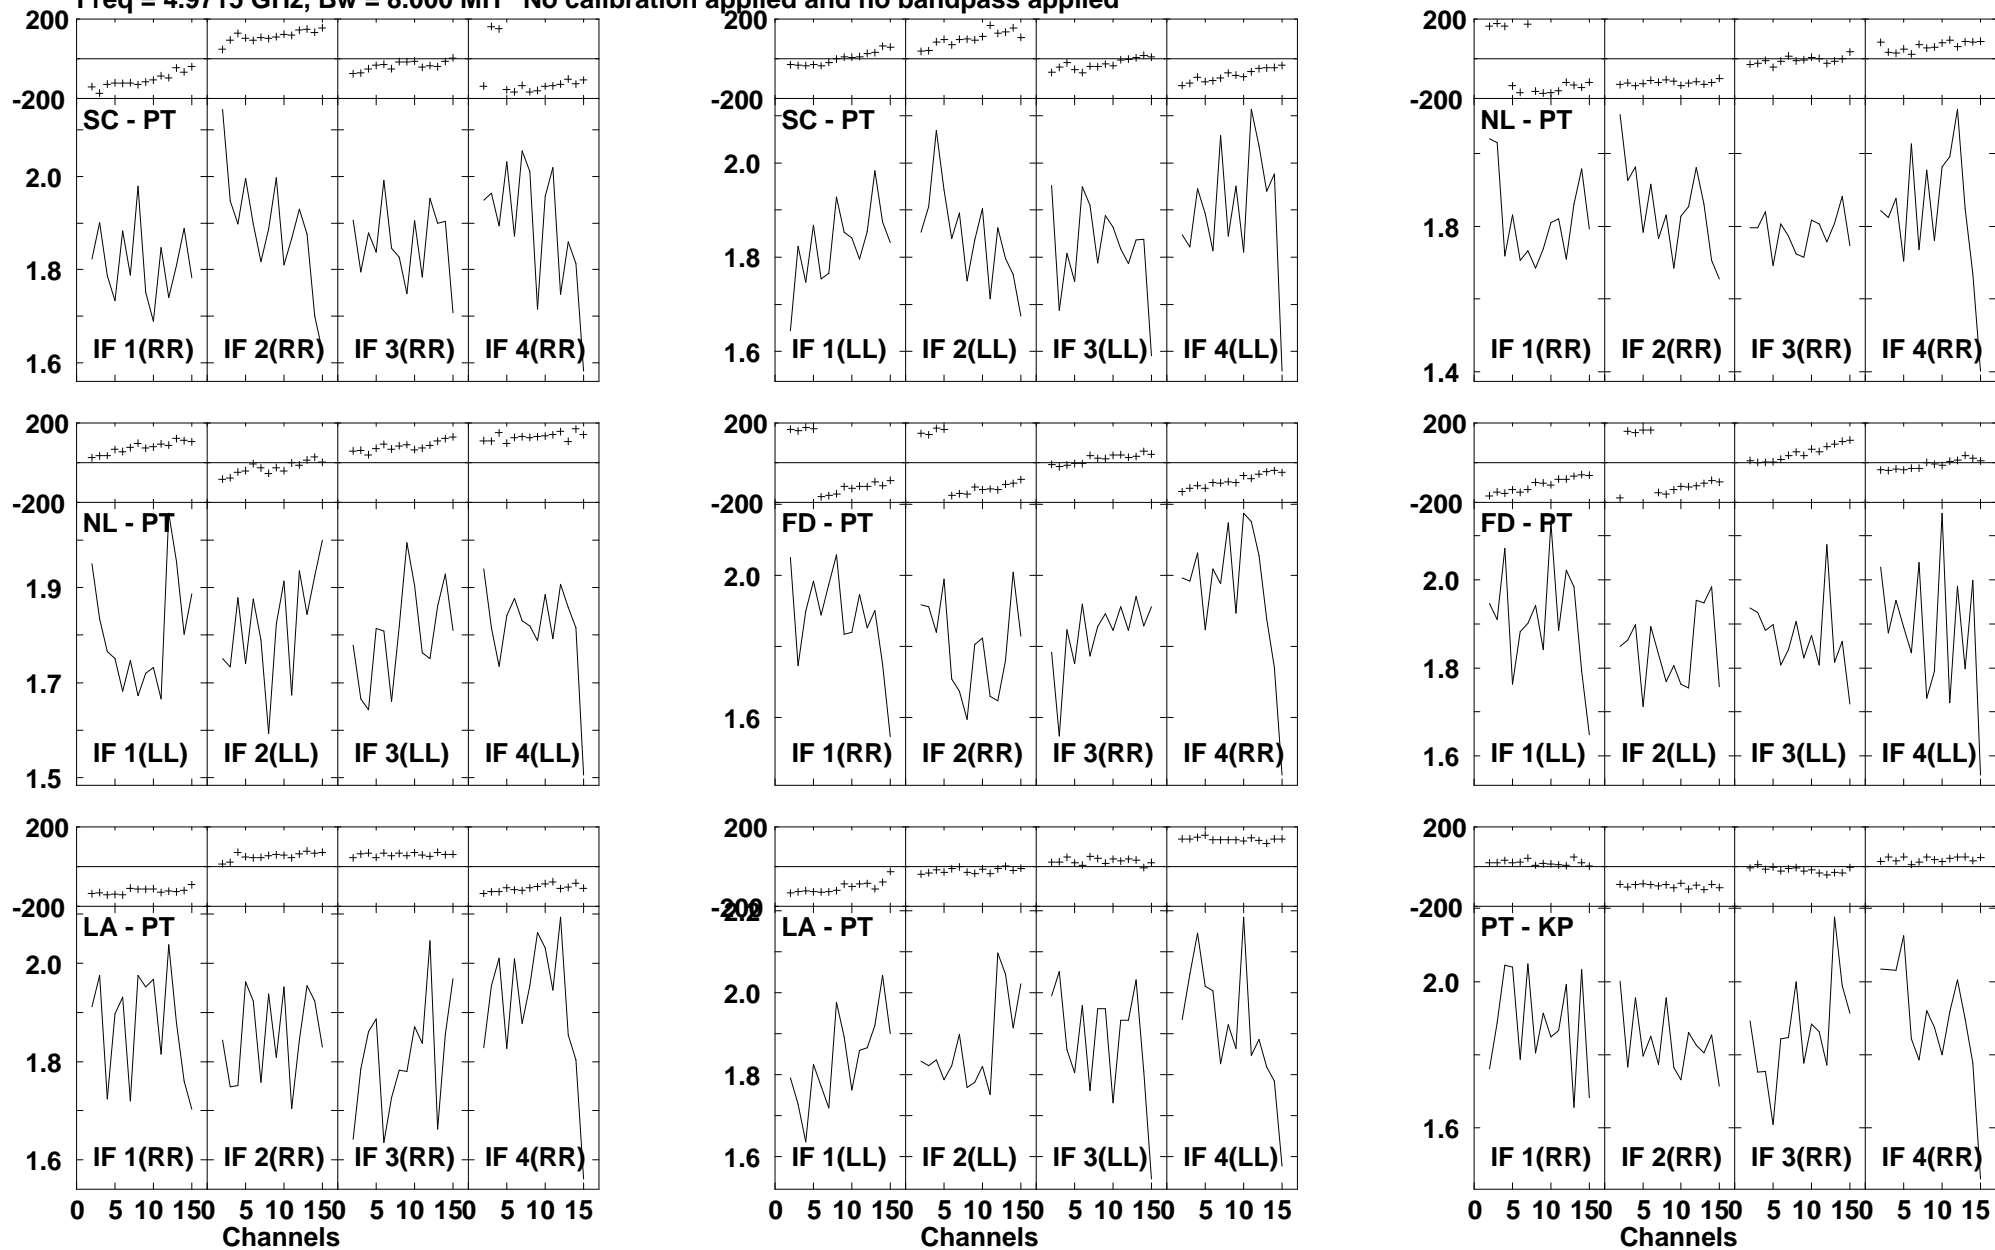 Freq = 4.9715 GHz, Bw = 8.000 MH No calibration applied and no bandpass applied
200 200 200
-200 -200 -200
SC - PT SC - PT NL - PT
2.0 2.0
1.8 1.8 1.8
1.6 1.6 1.4
IF 1(RR) IF 2(RR) IF 3(RR) IF 4(RR) IF 1(LL) IF 2(LL) IF 3(LL) IF 4(LL) IF 1(RR) IF 2(RR) IF 3(RR) IF 4(RR)
200 200 200
-200 -200 -200
NL - PT FD - PT FD - PT
1.9 2.0 2.0
1.7 1.8
1.5 1.6 1.6
IF 1(LL) IF 2(LL) IF 3(LL) IF 4(LL) IF 1(RR) IF 2(RR) IF 3(RR) IF 4(RR) IF 1(LL) IF 2(LL) IF 3(LL) IF 4(LL)
200 200 200
-200 -200 2.2 -200
LA - PT LA - PT PT - KP
2.0 2.0 2.0
1.8 1.8
1.6 1.6 1.6
IF 1(RR) IF 2(RR) IF 3(RR) IF 4(RR) IF 1(LL) IF 2(LL) IF 3(LL) IF 4(LL) IF 1(RR) IF 2(RR) IF 3(RR) IF 4(RR)
0 5 10 150 5 10 150 5 10 150 5 10 15 0 5 10 150 5 10 150 5 10 150 5 10 15 0 5 10 150 5 10 150 5 10 150 5 10 15
Channels Channels Channels